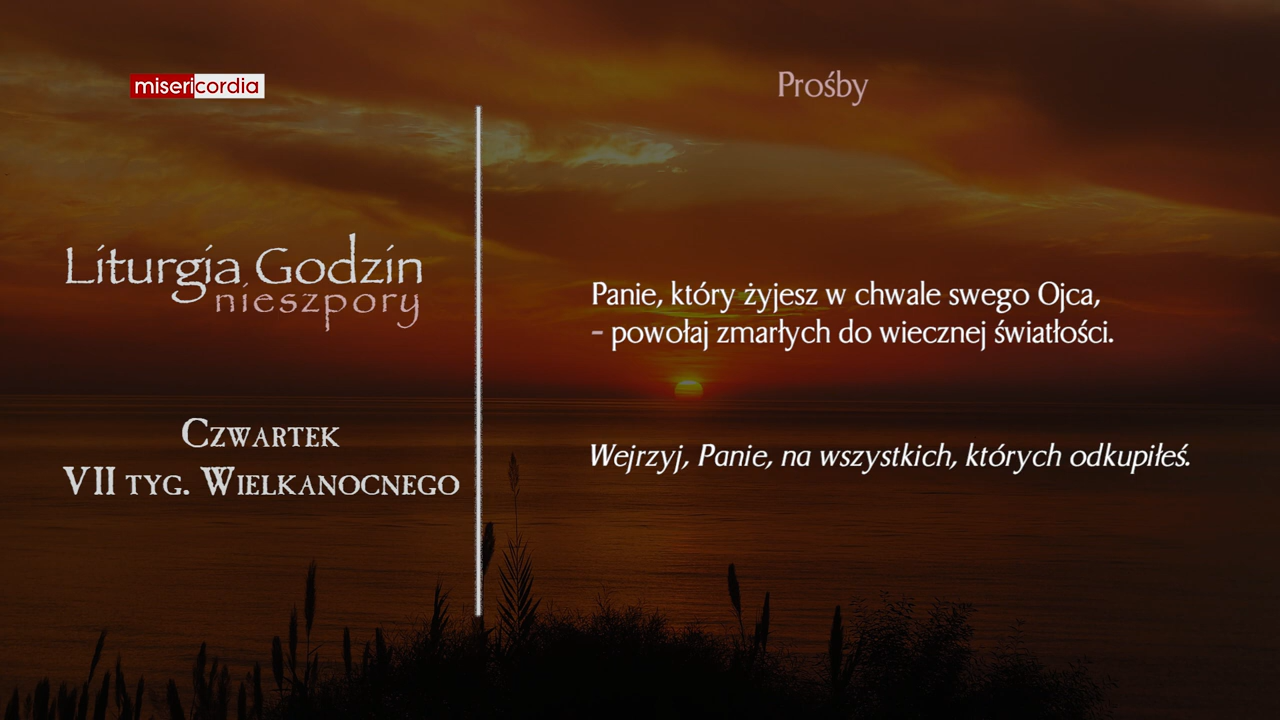 misericordia
Liturgia Godzin
nieszpory
Czwartek
VII tyg. Wielkanocnego
Prośby
Panie, który żyjesz w chwale swego Ojca,
- powołaj zmarłych do wiecznej światłości.
Wejrzyj, Panie, na wszystkich, których odkupiłeś.